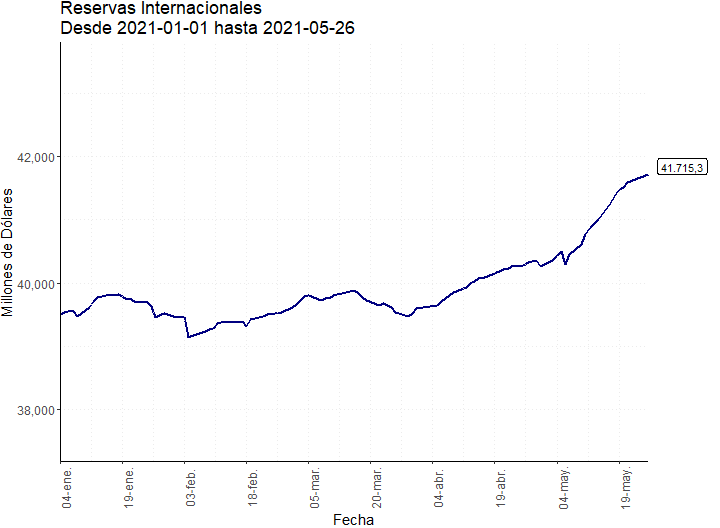 Reservas Internacionales
Desde 2021-01-01 hasta 2021-05-26
Millones de Dólares
42,000
40,000
38,000
41.715,3
04-ene.
19-ene.
03-feb.
18-feb.
05-mar.
20-mar.
04-abr.
19-abr.
04-may.
19-may.
Fecha